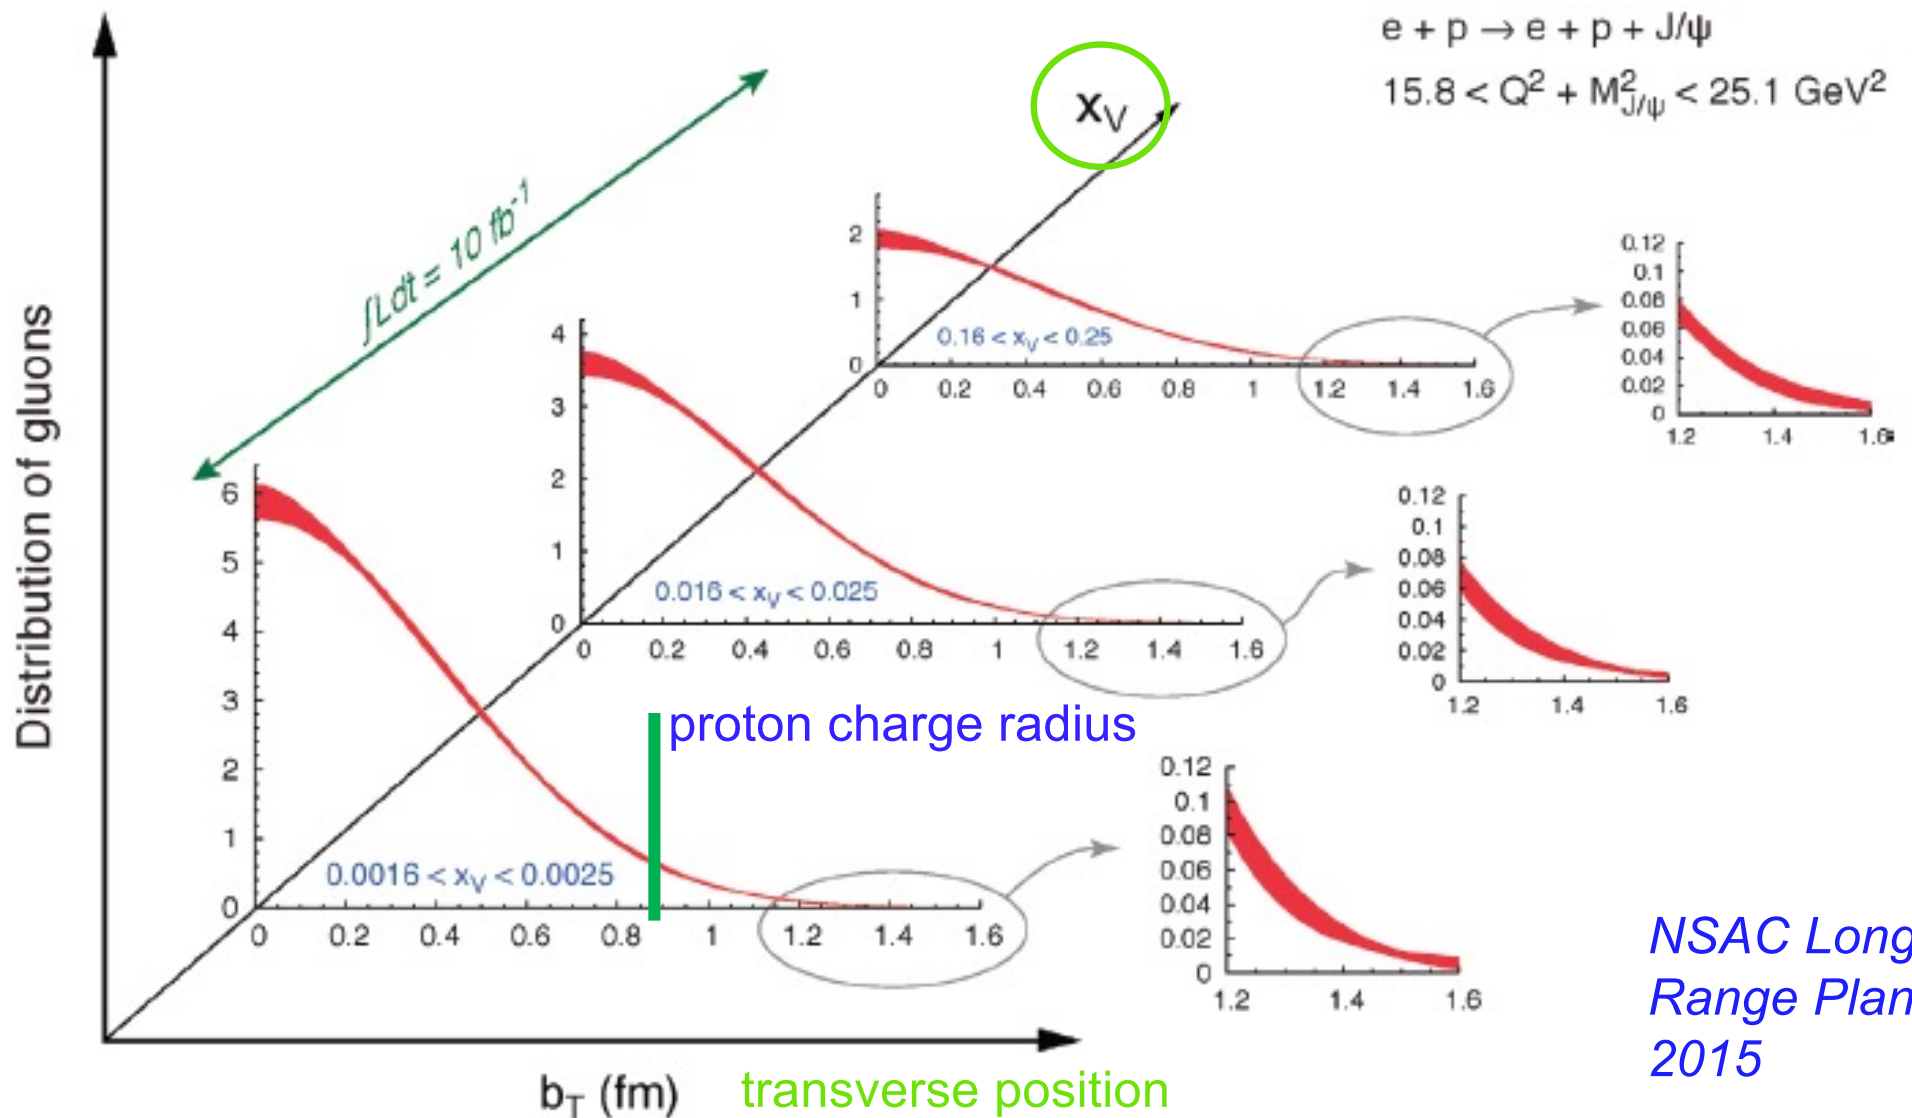 e + p → e + p + J/ψ
15.8 < Q² + M²_J/ψ < 25.1 GeV²
x_V
∫Ldt = 10 fb⁻¹
Distribution of gluons
2
1
0
0.16 < x_V < 0.25
0 0.2 0.4 0.6 0.8 1 1.2 1.4 1.6
0.12
0.1
0.08
0.06
0.04
0.02
0
1.2 1.4 1.6
4
3
2
1
0
0.016 < x_V < 0.025
0 0.2 0.4 0.6 0.8 1 1.2 1.4 1.6
0.12
0.1
0.08
0.06
0.04
0.02
0
1.2 1.4 1.6
6
5
4
3
2
1
0
proton charge radius
0.0016 < x_V < 0.0025
0 0.2 0.4 0.6 0.8 1 1.2 1.4 1.6
0.12
0.1
0.08
0.06
0.04
0.02
0
1.2 1.4 1.6
NSAC Long
Range Plan
2015
b_T (fm) transverse position